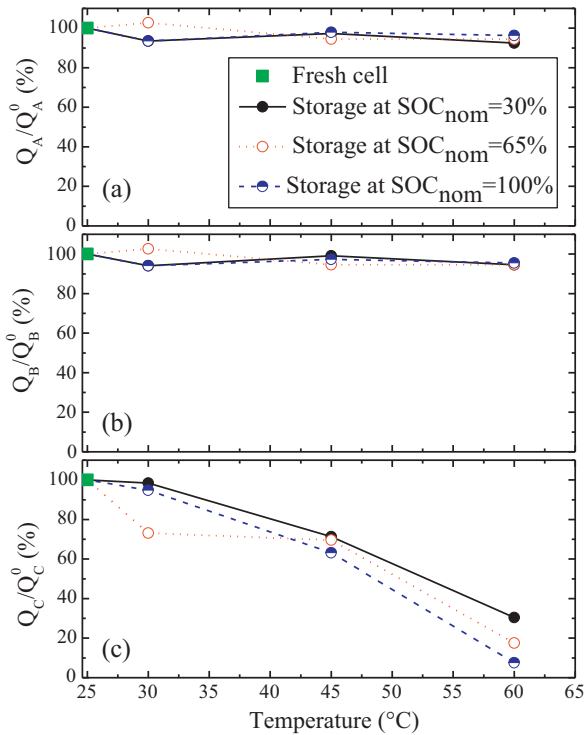 Q_A/Q_A^0 (%)
100
80
60
40
20
0
(a)
Fresh cell
Storage at SOC_nom=30%
Storage at SOC_nom=65%
Storage at SOC_nom=100%
Q_B/Q_B^0 (%)
100
80
60
40
20
0
(b)
Q_C/Q_C^0 (%)
100
80
60
40
20
0
(c)
25 30 35 40 45 50 55 60 65
Temperature (°C)